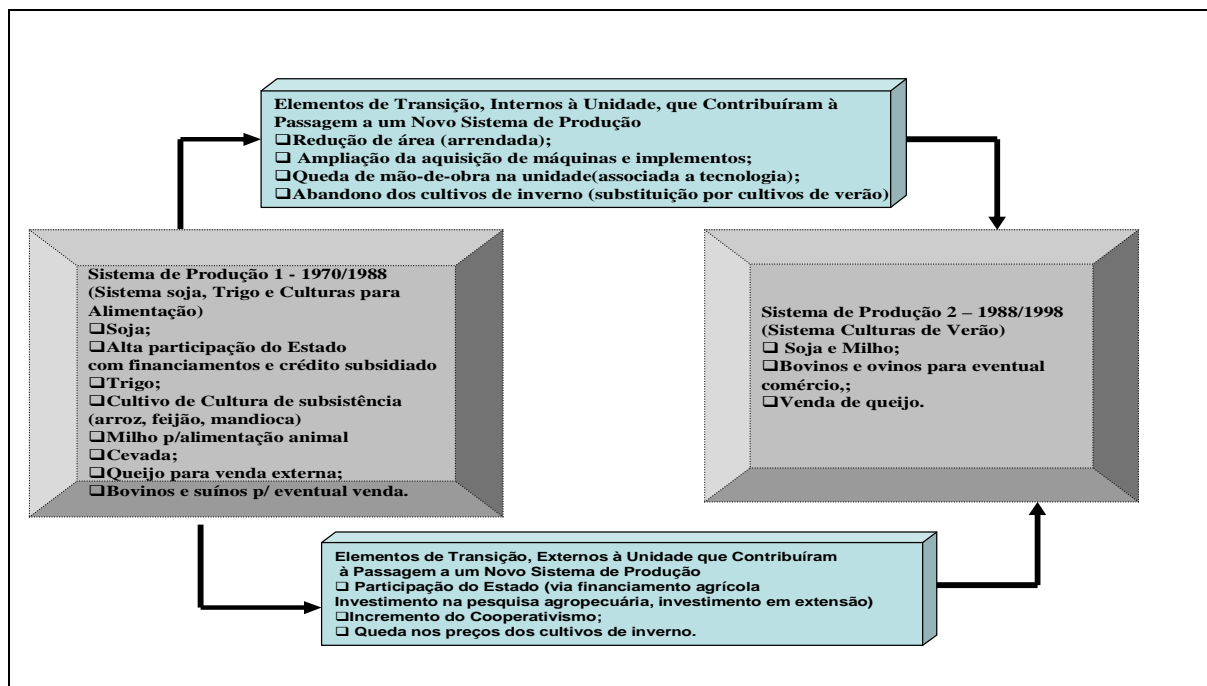 Elementos de Transição, Internos à Unidade, que Contribuíram à
Passagem a um Novo Sistema de Produção
❑Redução de área (arrendada);
❑ Ampliação da aquisição de máquinas e implementos;
❑Queda de mão-de-obra na unidade(associada a tecnologia);
❑Abandono dos cultivos de inverno (substituição por cultivos de verão)
Sistema de Produção 1 - 1970/1988
(Sistema soja, Trigo e Culturas para
Alimentação)
❑Soja;
❑Alta participação do Estado
com financiamentos e crédito subsidiado
❑Trigo;
❑Cultivo de Cultura de subsistência
(arroz, feijão, mandioca)
❑Milho p/alimentação animal
❑Cevada;
❑Queijo para venda externa;
❑Bovinos e suínos p/ eventual venda.
Sistema de Produção 2 – 1988/1998
(Sistema Culturas de Verão)
❑ Soja e Milho;
❑Bovinos e ovinos para eventual
comércio,;
❑Venda de queijo.
Elementos de Transição, Externos à Unidade que Contribuíram
à Passagem a um Novo Sistema de Produção
❑ Participação do Estado (via financiamento agrícola
Investimento na pesquisa agropecuária, investimento em extensão)
❑Incremento do Cooperativismo;
❑ Queda nos preços dos cultivos de inverno.